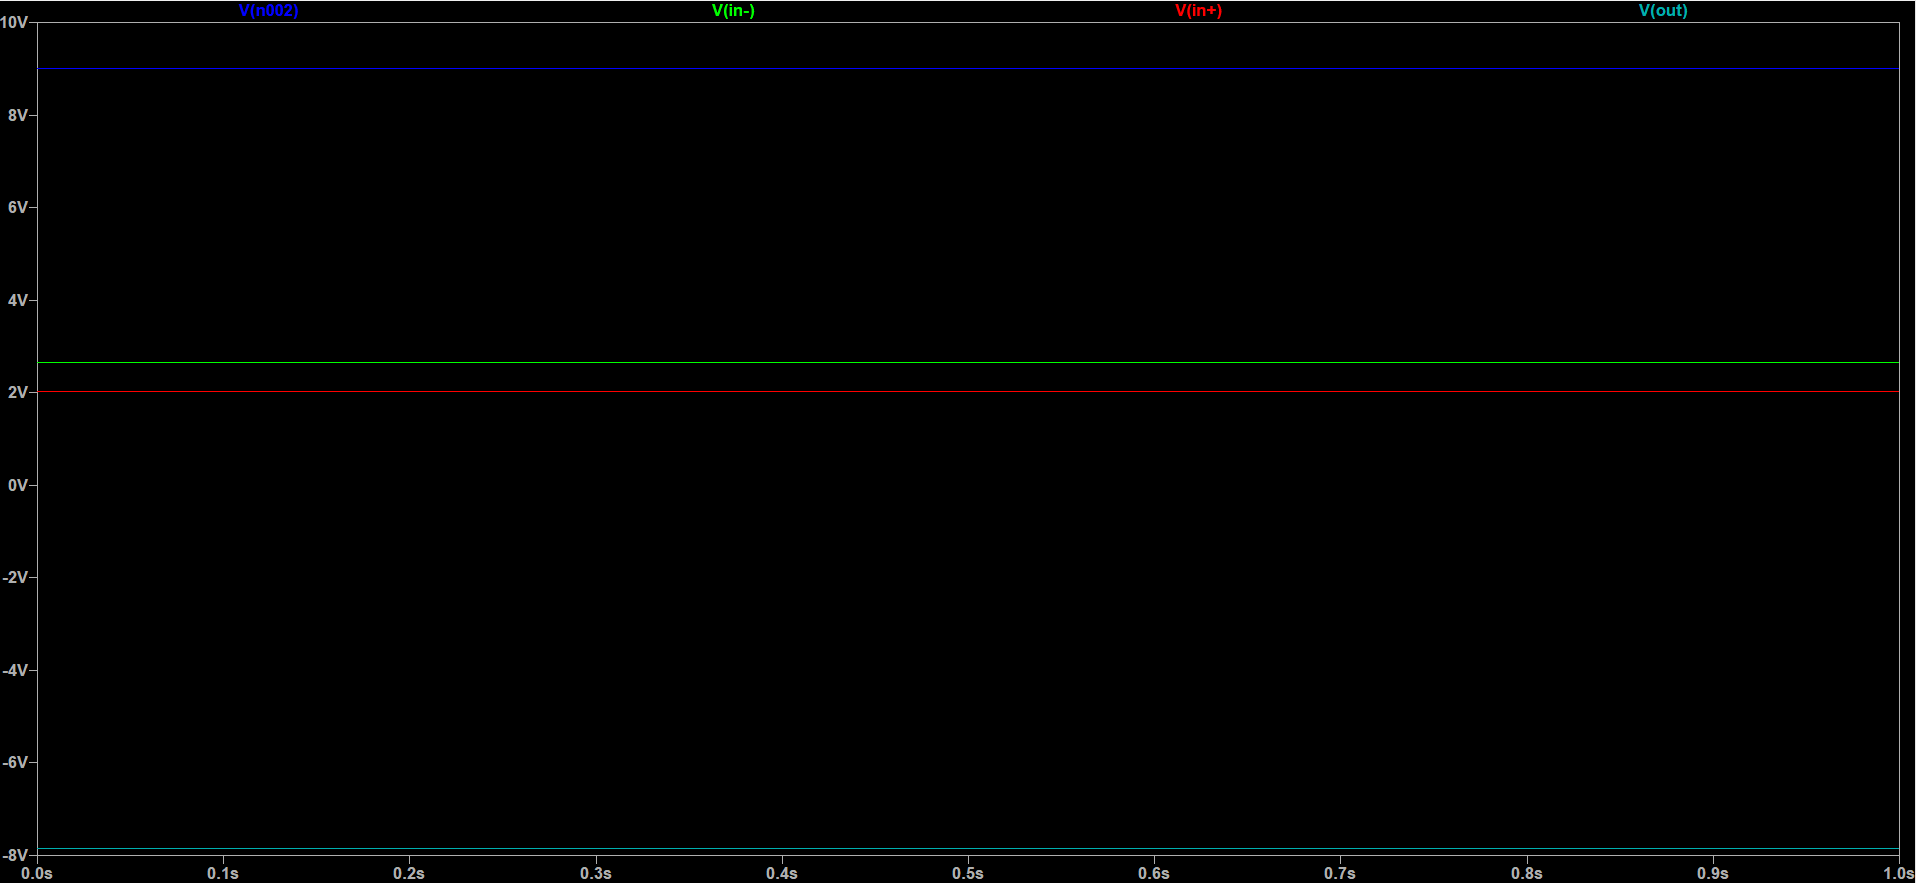 V(n002) V(in-) V(in+) V(out)
10V
8V
6V
4V
2V
0V
-2V
-4V
-6V
-8V
0.0s 0.1s 0.2s 0.3s 0.4s 0.5s 0.6s 0.7s 0.8s 0.9s 1.0s